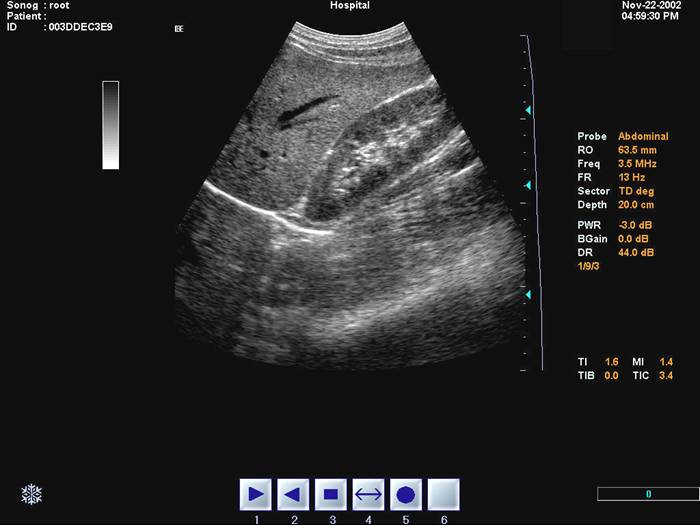 Sonog : root
Patient :
ID : 003DDEC3E9
Hospital
Nov-22-2002
04:59:30 PM
Probe Abdominal
RO 63.5 mm
Freq 3.5 MHz
FR 13 Hz
Sector TD deg
Depth 20.0 cm
PWR -3.0 dB
BGain 0.0 dB
DR 44.0 dB
1/9/3
TI 1.6 MI 1.4
TIB 0.0 TIC 3.4
0
1 2 3 4 5 6